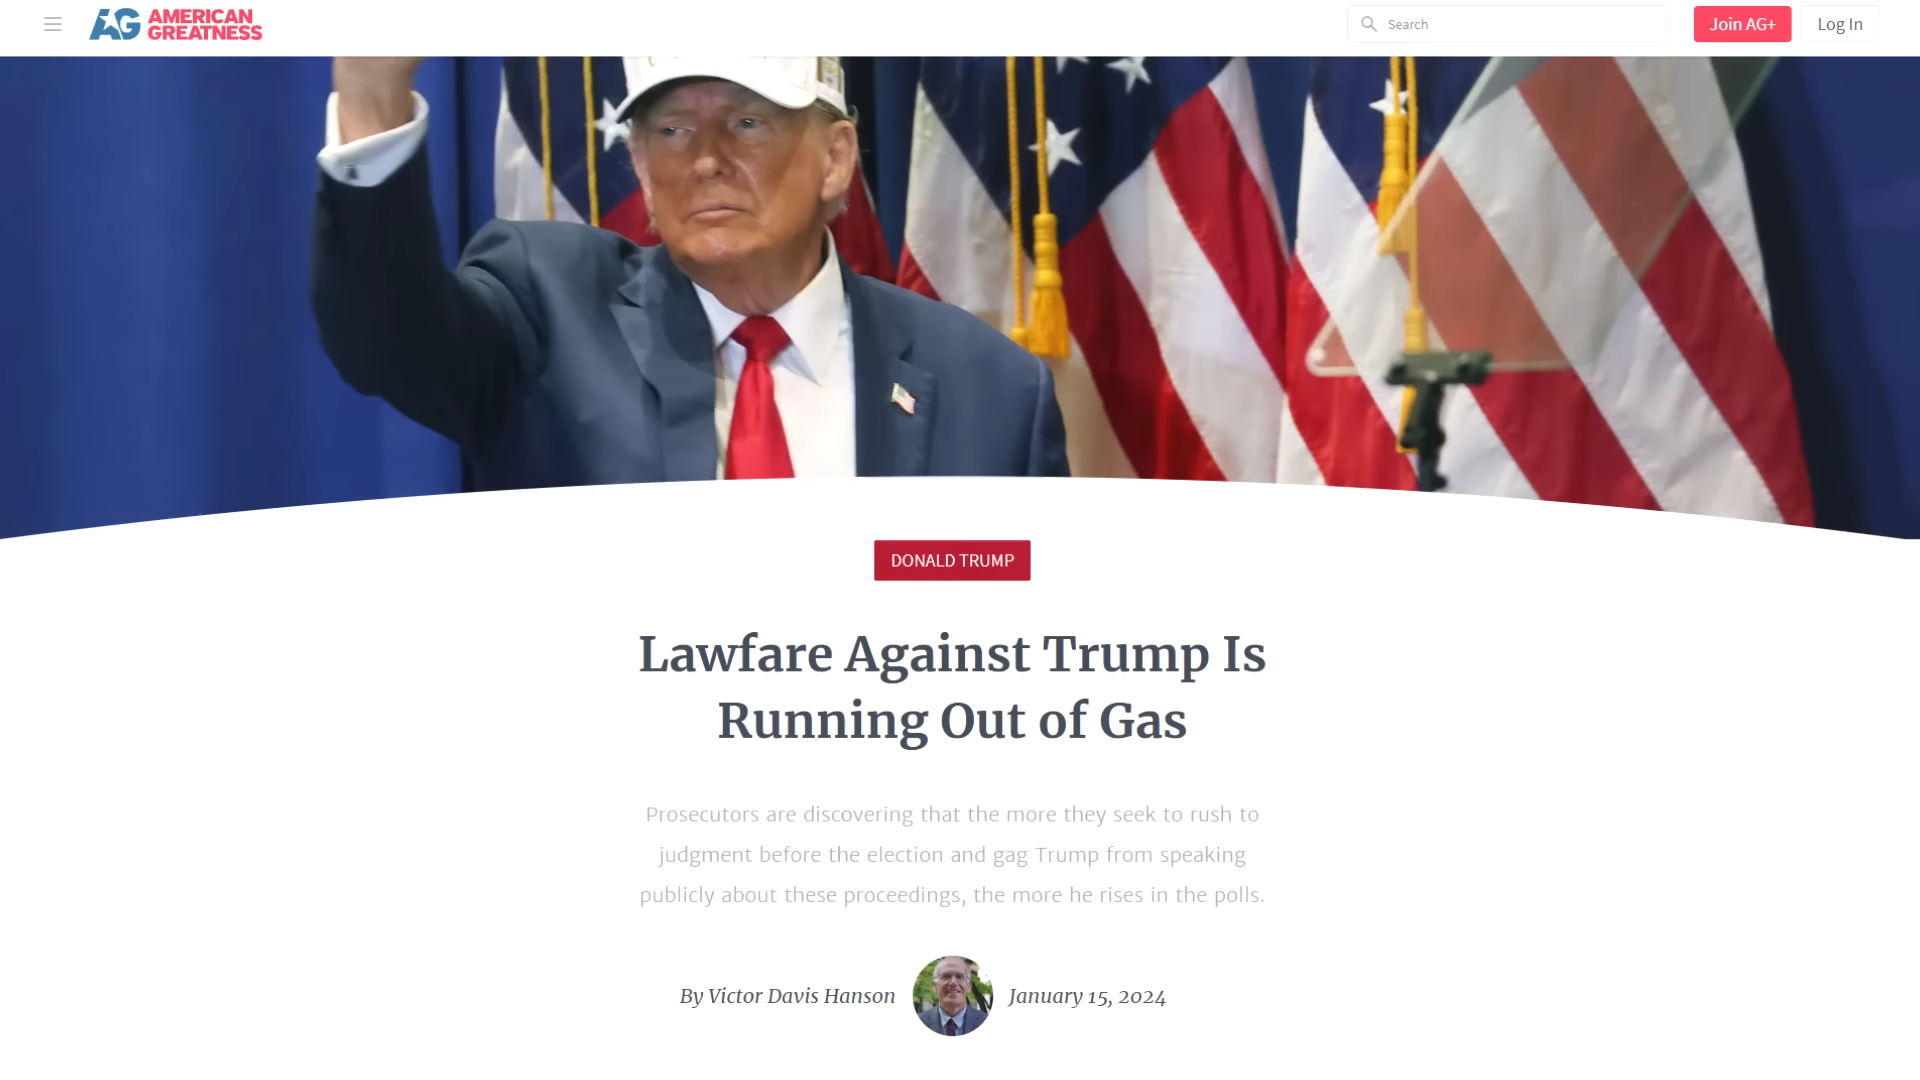 AG AMERICAN
GREATNESS
Search
Join AG+
Log In
DONALD TRUMP
Lawfare Against Trump Is
Running Out of Gas
Prosecutors are discovering that the more they seek to rush to
judgment before the election and gag Trump from speaking
publicly about these proceedings, the more he rises in the polls.
By Victor Davis Hanson
January 15, 2024